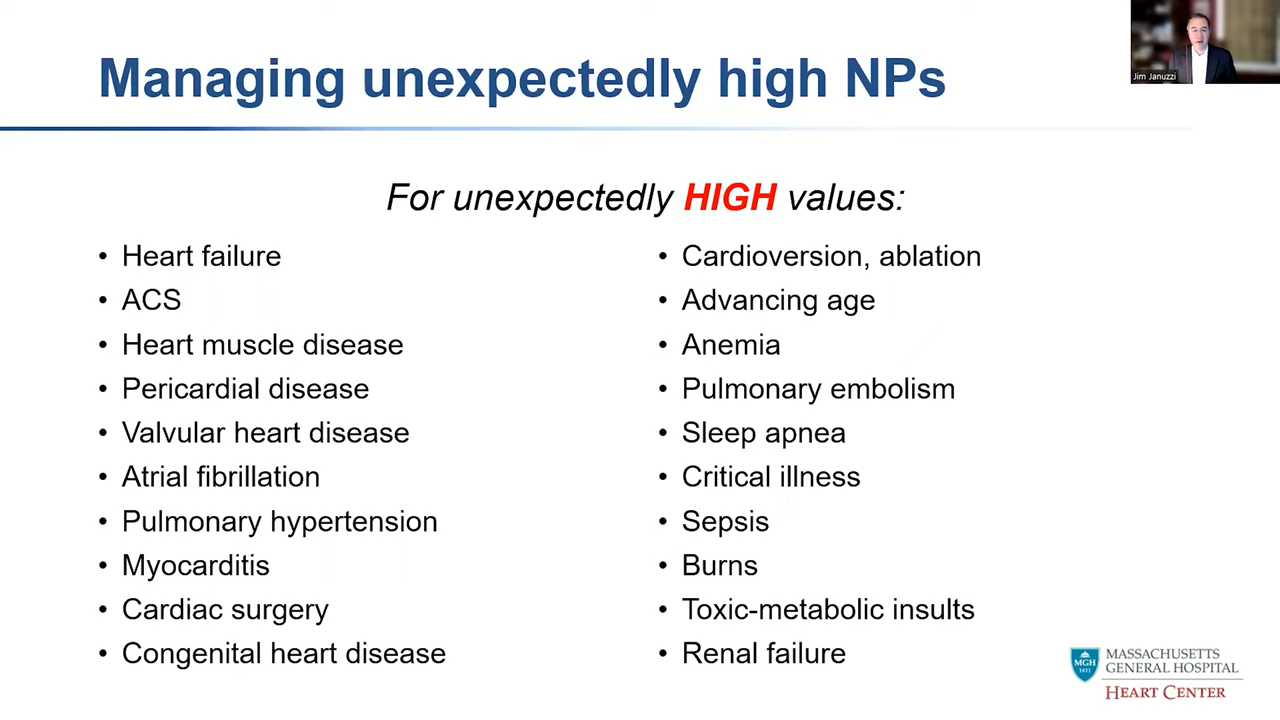 Managing unexpectedly high NPs
Jim Januzzi
For unexpectedly HIGH values:
• Heart failure
• ACS
• Heart muscle disease
• Pericardial disease
• Valvular heart disease
• Atrial fibrillation
• Pulmonary hypertension
• Myocarditis
• Cardiac surgery
• Congenital heart disease
• Cardioversion, ablation
• Advancing age
• Anemia
• Pulmonary embolism
• Sleep apnea
• Critical illness
• Sepsis
• Burns
• Toxic-metabolic insults
• Renal failure
MGH
1811
MASSACHUSETTS
GENERAL HOSPITAL
HEART CENTER